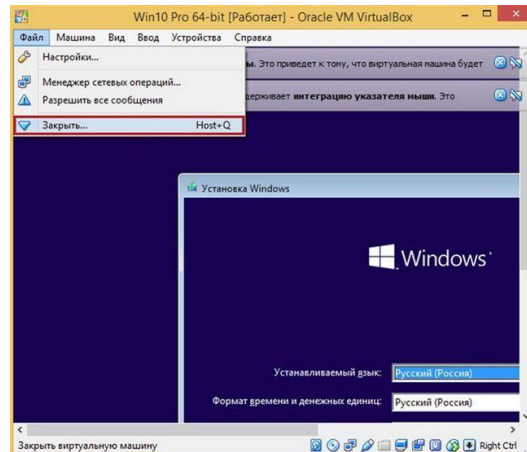 Win10 Pro 64-bit [Работает] - Oracle VM VirtualBox
Файл Машина Вид Ввод Устройства Справка
Настройки...
ы. Это приведет к тому, что виртуальная машина будет
Менеджер сетевых операций...
Разрешить все сообщения
держивает интеграцию указателя мыши. Это
Закрыть... Host+Q
Установка Windows
Windows
Устанавливаемый язык: Русский (Россия)
Формат времени и денежных единиц: Русский (Россия)
Закрыть виртуальную машину
Right Ctrl